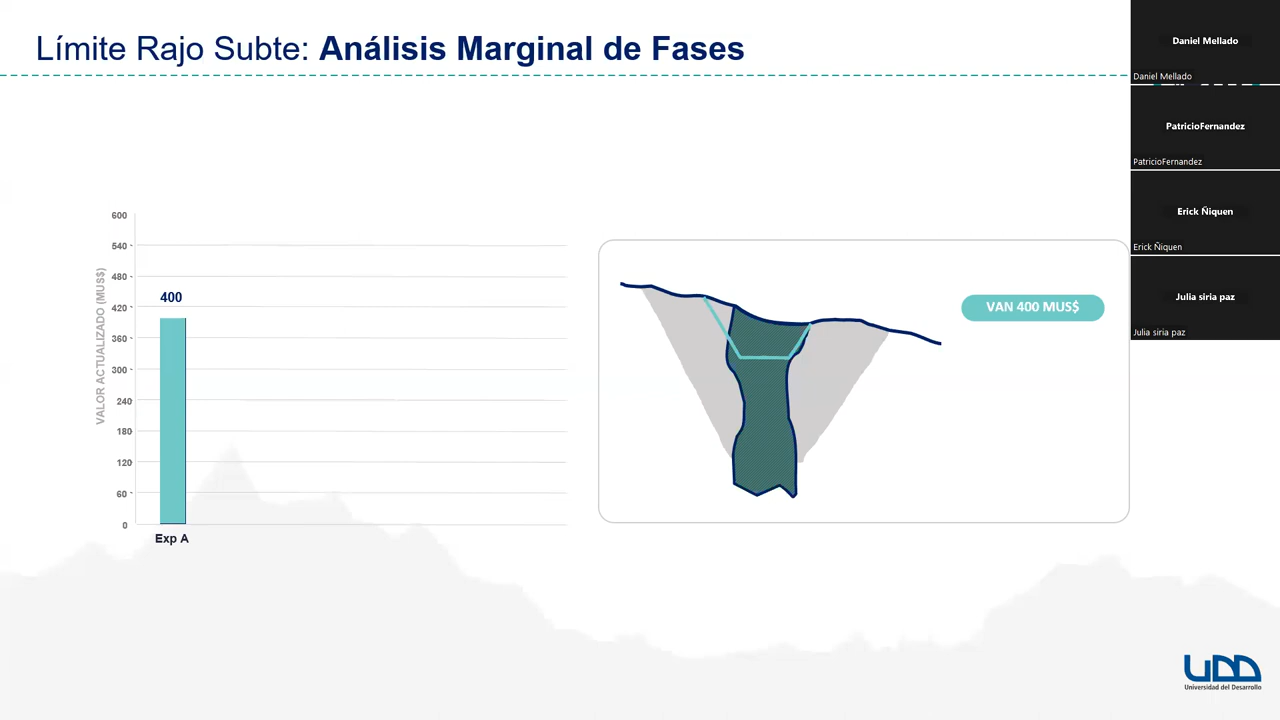 Límite Rajo Subte: Análisis Marginal de Fases
VALOR ACTUALIZADO (MUS$)
600
540
480
420
360
300
240
180
120
60
0
400
Exp A
VAN 400 MUS$
Daniel Mellado
Daniel Mellado
PatricioFernandez
PatricioFernandez
Erick Ñiquen
Erick Ñiquen
Julia siria paz
Julia siria paz
UDD
Universidad del Desarrollo